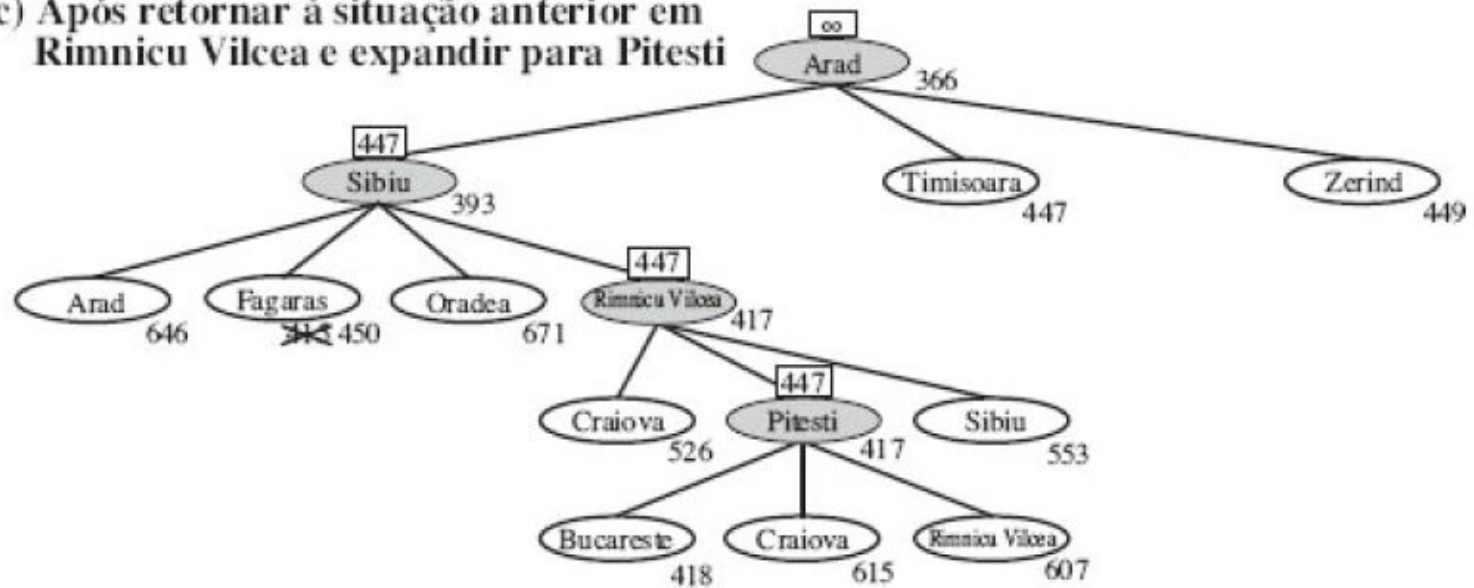 c) Após retornar à situação anterior em
Rimnicu Vilcea e expandir para Pitesti
∞
Arad
366
447
Sibiu
393
Timisoara
447
Zerind
449
Arad
646
Fagaras
413 450
Oradea
671
447
Rimnicu Vilcea
417
Craiova
526
447
Pitesti
417
Sibiu
553
Bucareste
418
Craiova
615
Rimnicu Vilcea
607